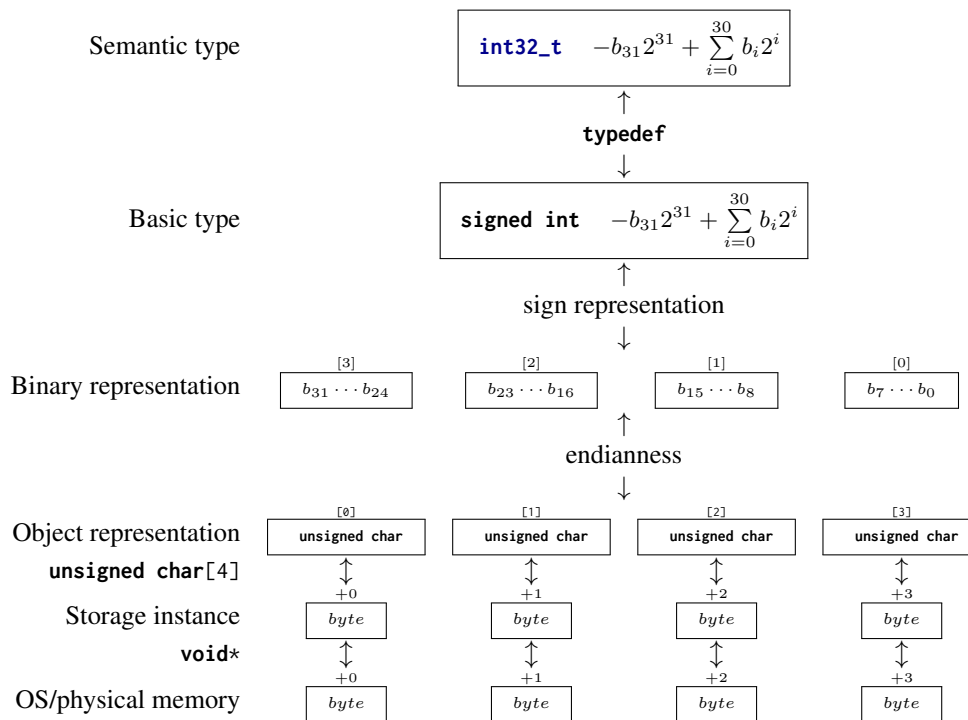 Semantic type int32_t −b₃₁2³¹ + ∑_{i=0}^{30} b_i2^i
typedef
Basic type signed int −b₃₁2³¹ + ∑_{i=0}^{30} b_i2^i
sign representation
[3] [2] [1] [0]
Binary representation b₃₁ ⋯ b₂₄ b₂₃ ⋯ b₁₆ b₁₅ ⋯ b₈ b₇ ⋯ b₀
endianness
[0] [1] [2] [3]
Object representation unsigned char unsigned char unsigned char unsigned char
unsigned char[4]
+0 +1 +2 +3
Storage instance byte byte byte byte
void*
+0 +1 +2 +3
OS/physical memory byte byte byte byte